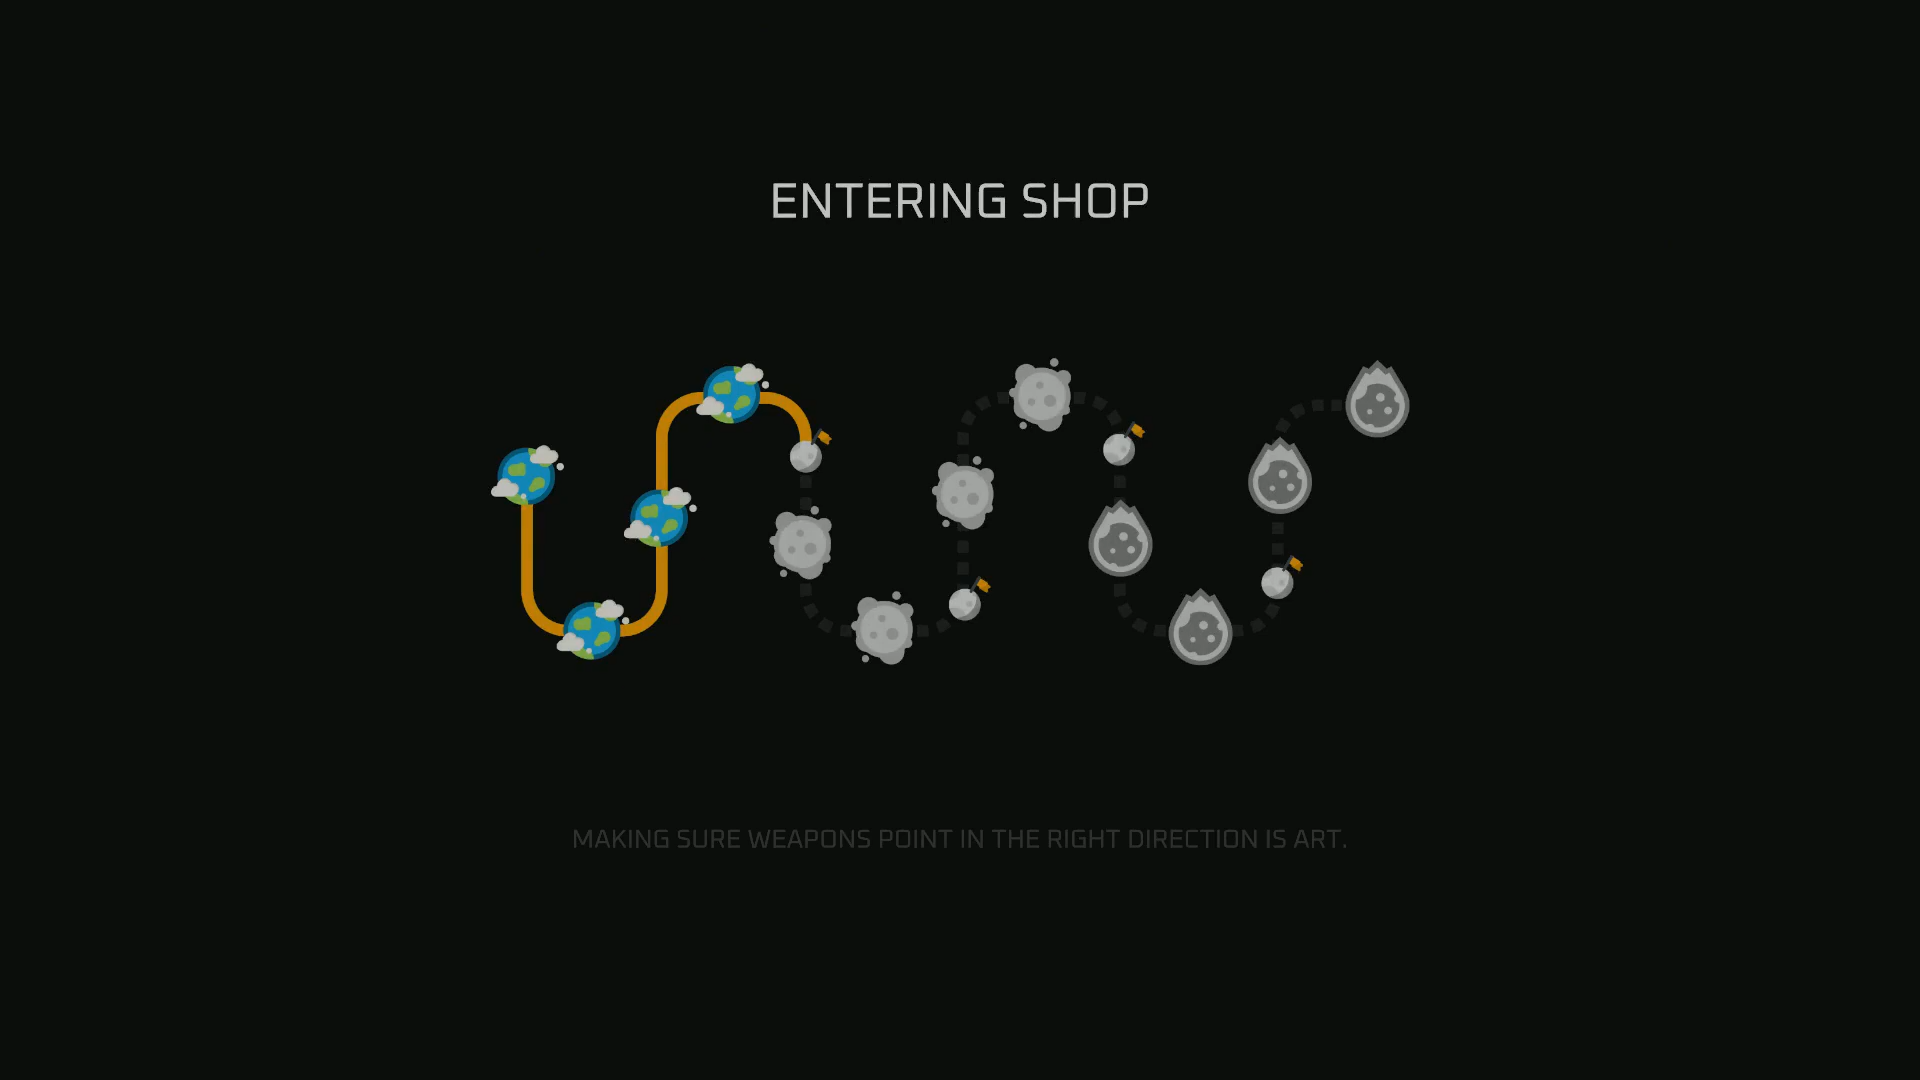 ENTERING SHOP
MAKING SURE WEAPONS POINT IN THE RIGHT DIRECTION IS ART.